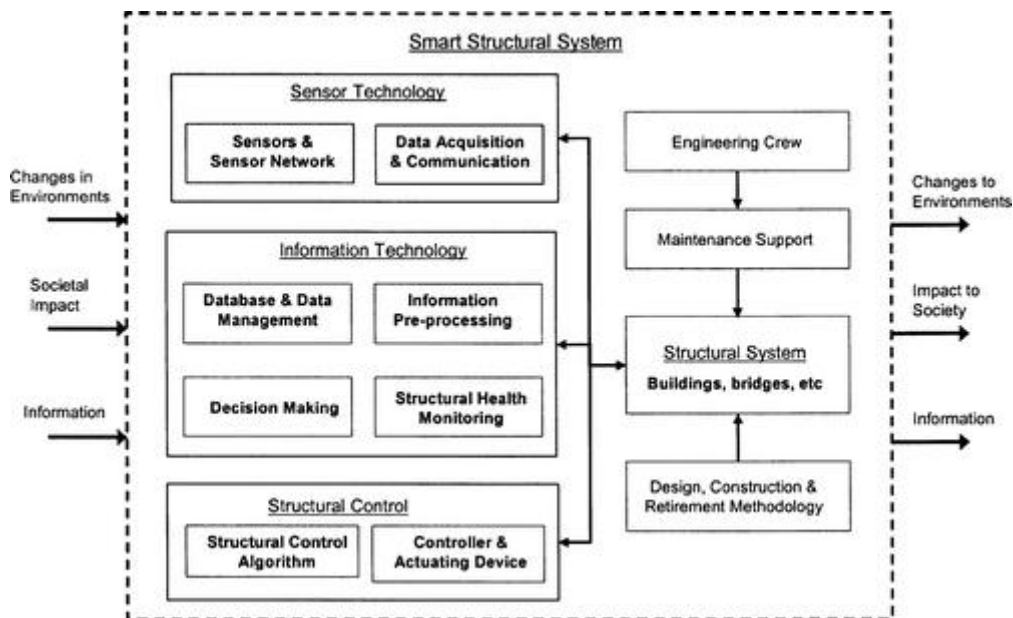 Smart Structural System
Sensor Technology
Sensors &
Sensor Network
Data Acquisition
& Communication
Information Technology
Database & Data
Management
Information
Pre-processing
Decision Making
Structural Health
Monitoring
Structural Control
Structural Control
Algorithm
Controller &
Actuating Device
Engineering Crew
Maintenance Support
Structural System
Buildings, bridges, etc
Design, Construction &
Retirement Methodology
Changes in
Environments
Societal
Impact
Information
Changes to
Environments
Impact to
Society
Information